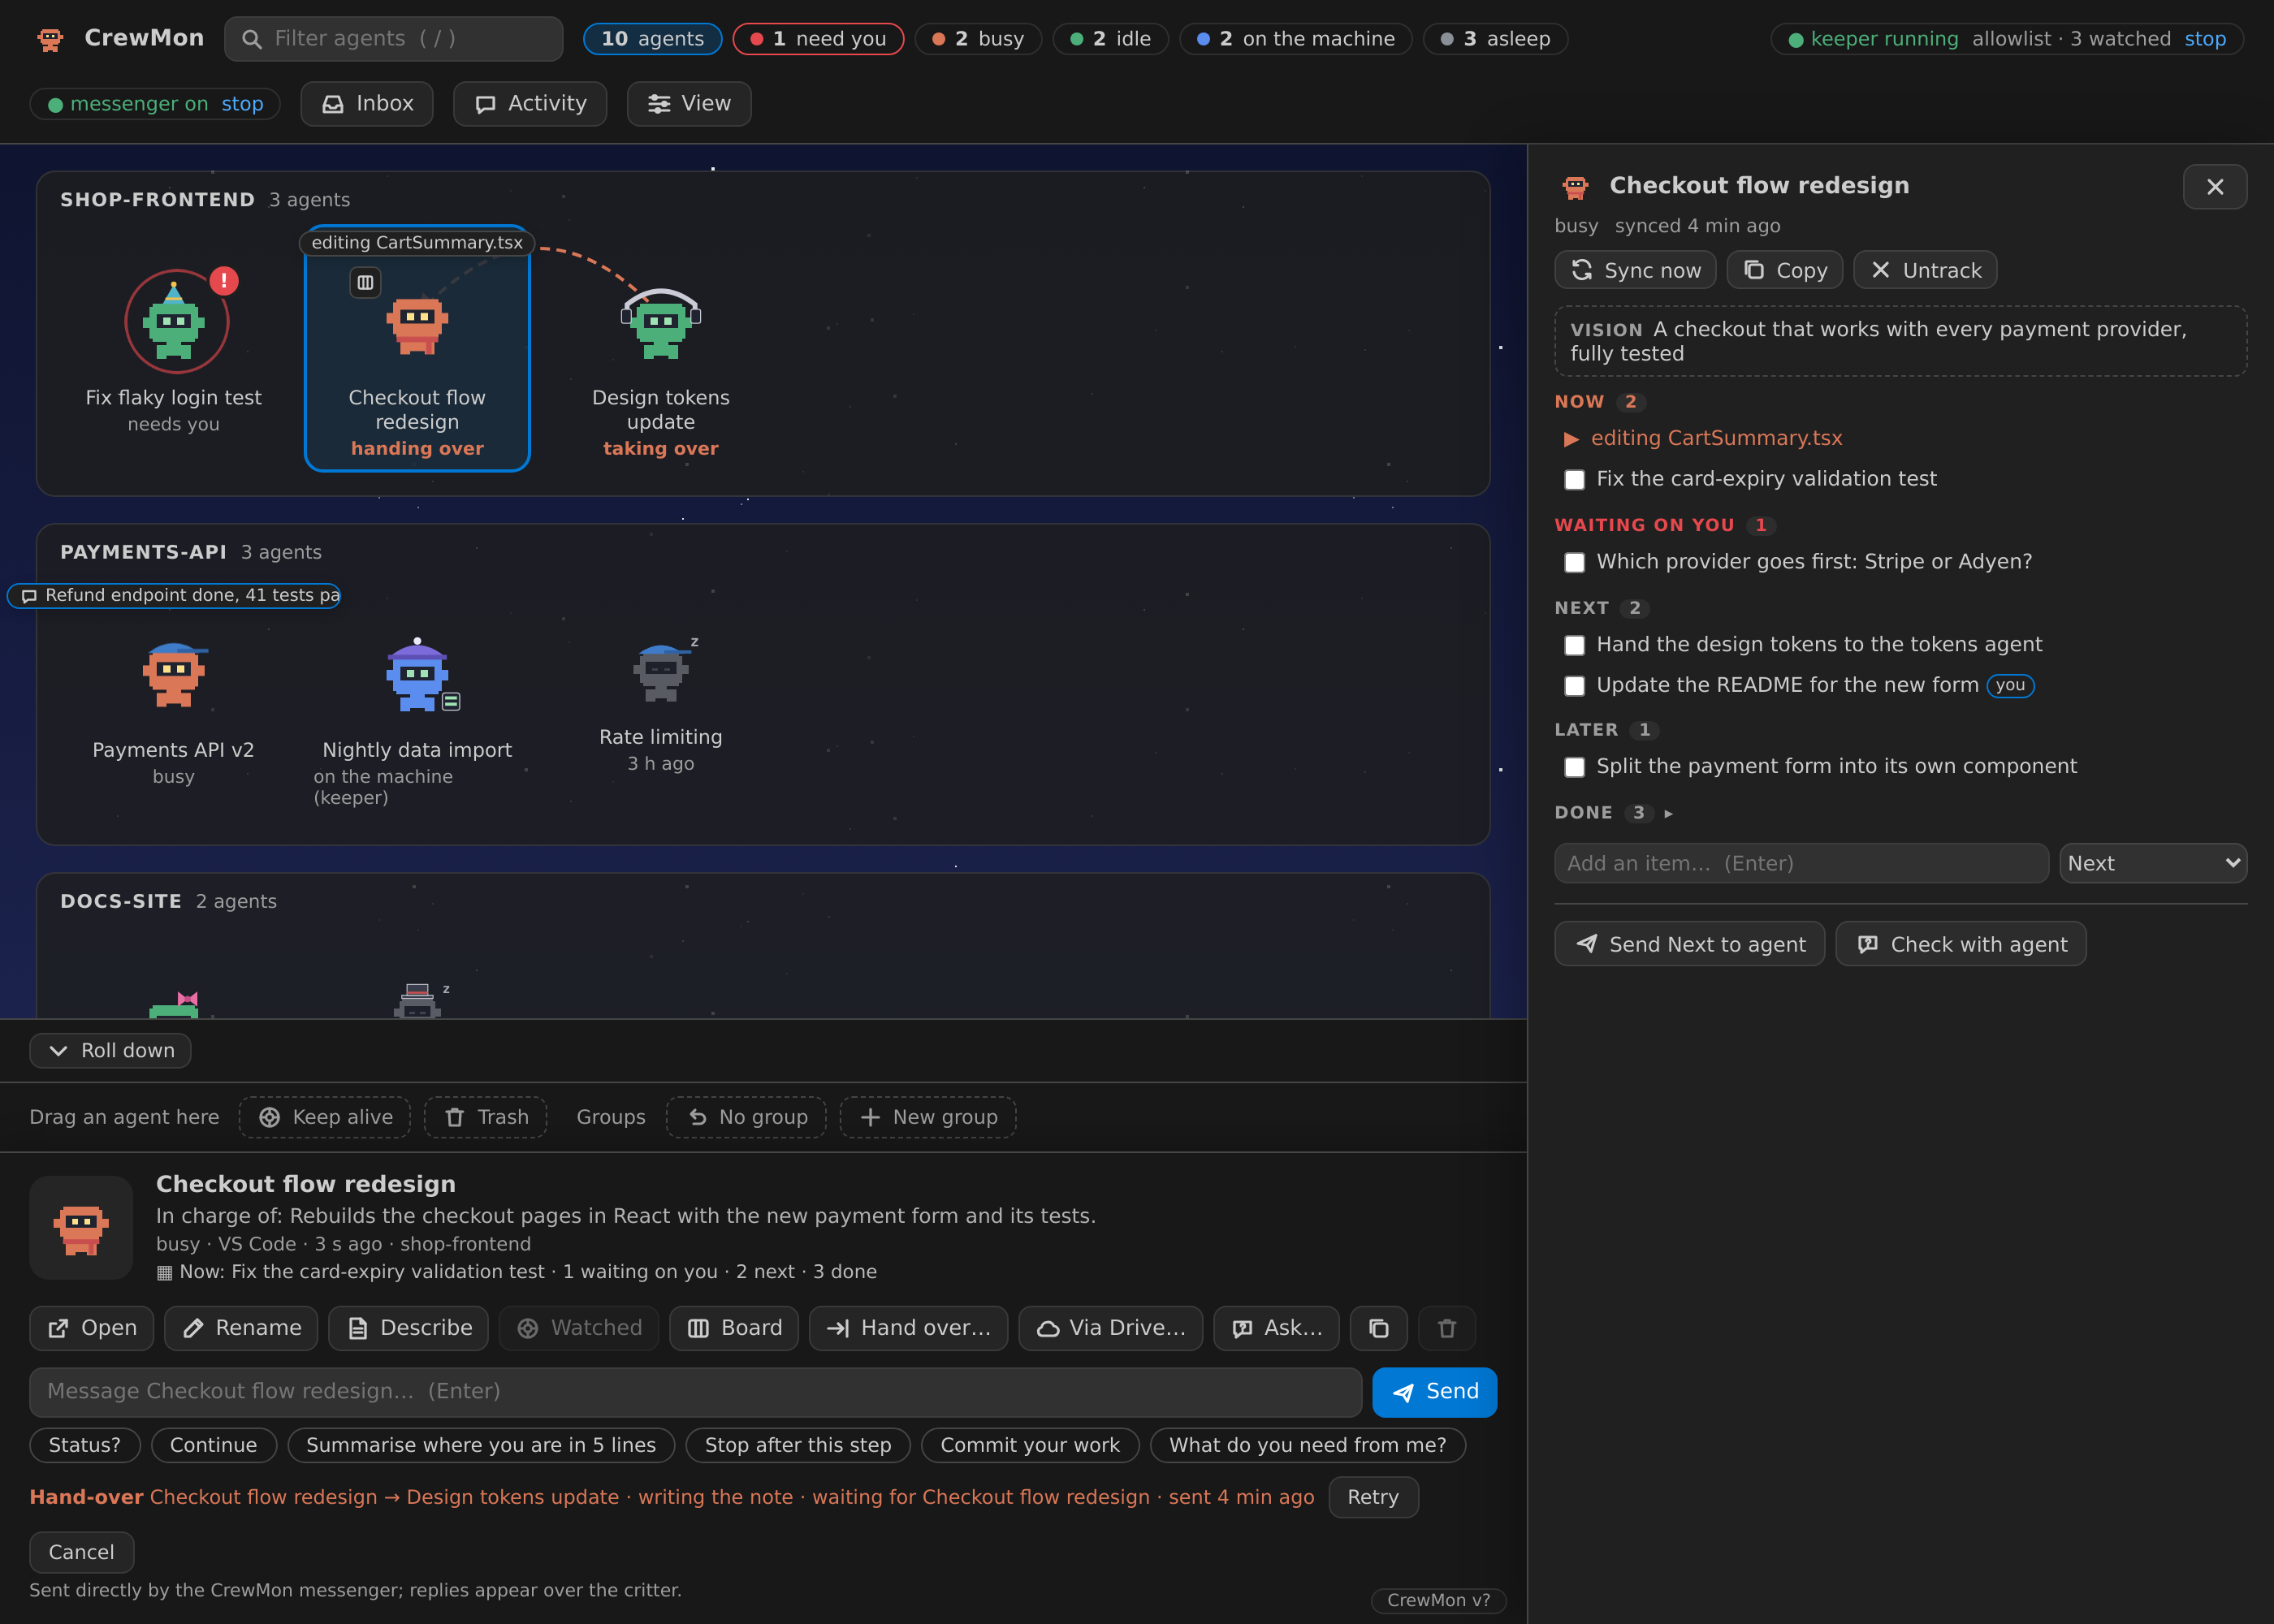 CrewMon
Filter agents ( / )
10 agents
1 need you
2 busy
2 idle
2 on the machine
3 asleep
keeper running allowlist · 3 watched stop
messenger on stop
Inbox
Activity
View
SHOP-FRONTEND 3 agents
editing CartSummary.tsx
!
Fix flaky login test
needs you
Checkout flow
redesign
handing over
Design tokens
update
taking over
PAYMENTS-API 3 agents
Refund endpoint done, 41 tests pa
z
Payments API v2
busy
Nightly data import
on the machine
(keeper)
Rate limiting
3 h ago
DOCS-SITE 2 agents
z
Roll down
Drag an agent here
Keep alive
Trash
Groups
No group
New group
Checkout flow redesign
In charge of: Rebuilds the checkout pages in React with the new payment form and its tests.
busy · VS Code · 3 s ago · shop-frontend
▦ Now: Fix the card-expiry validation test · 1 waiting on you · 2 next · 3 done
Open
Rename
Describe
Watched
Board
Hand over…
Via Drive…
Ask…
Message Checkout flow redesign… (Enter)
Send
Status?
Continue
Summarise where you are in 5 lines
Stop after this step
Commit your work
What do you need from me?
Hand-over Checkout flow redesign → Design tokens update · writing the note · waiting for Checkout flow redesign · sent 4 min ago
Retry
Cancel
Sent directly by the CrewMon messenger; replies appear over the critter.
CrewMon v?
Checkout flow redesign
busy synced 4 min ago
Sync now
Copy
Untrack
VISION A checkout that works with every payment provider,
fully tested
NOW 2
▶ editing CartSummary.tsx
Fix the card-expiry validation test
WAITING ON YOU 1
Which provider goes first: Stripe or Adyen?
NEXT 2
Hand the design tokens to the tokens agent
Update the README for the new form you
LATER 1
Split the payment form into its own component
DONE 3 ▸
Add an item… (Enter)
Next
Send Next to agent
Check with agent